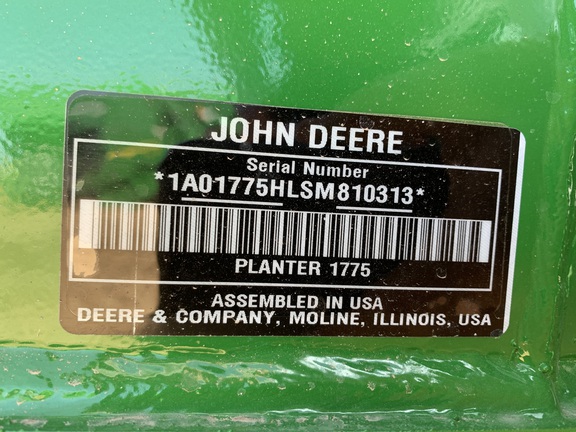 JOHN DEERE
Serial Number
*1A01775HLSM810313*
PLANTER 1775
ASSEMBLED IN USA
DEERE & COMPANY, MOLINE, ILLINOIS, USA